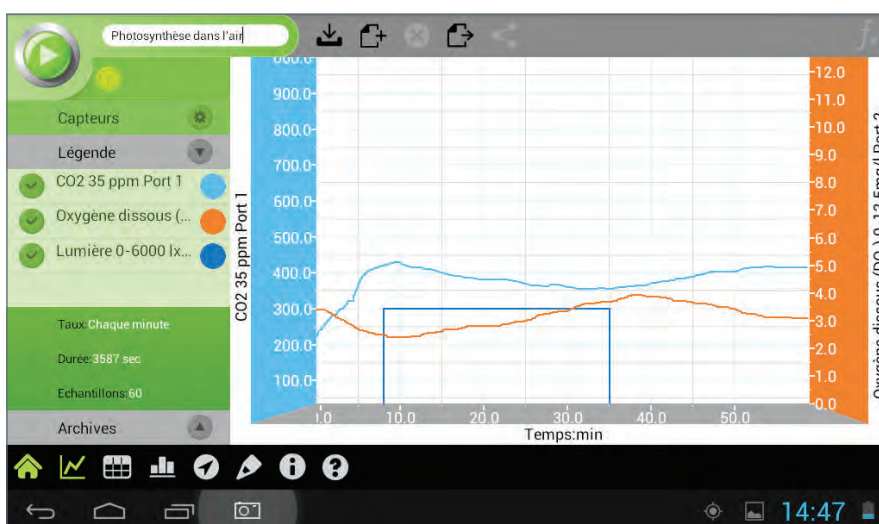 Photosynthèse dans l'air
Capteurs
Légende
CO2 35 ppm Port 1
Oxygène dissous (...
Lumière 0-6000 lx...
Taux:Chaque minute
Durée:3587 sec
Echantillons:60
Archives
CO2 35 ppm Port 1
900.0
800.0
700.0
600.0
500.0
400.0
300.0
200.0
100.0
1.0 10.0 20.0 30.0 40.0 50.0
Temps:min
12.0
11.0
10.0
9.0
8.0
7.0
6.0
5.0
4.0
3.0
2.0
1.0
0.0
Oxygène dissous (DO )
14:47